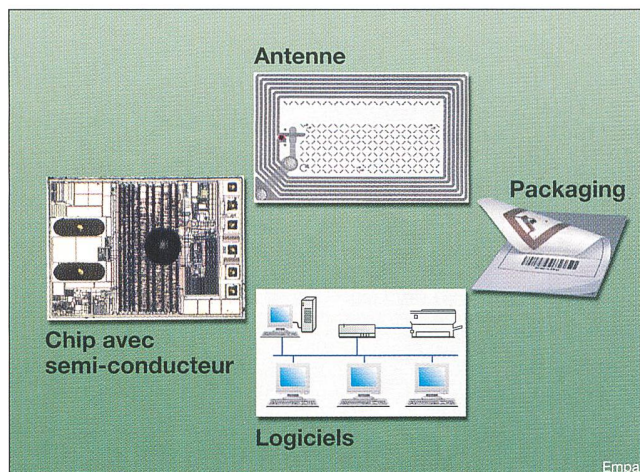 Antenne
Packaging
Chip avec
semi-conducteur
Logiciels
Empa